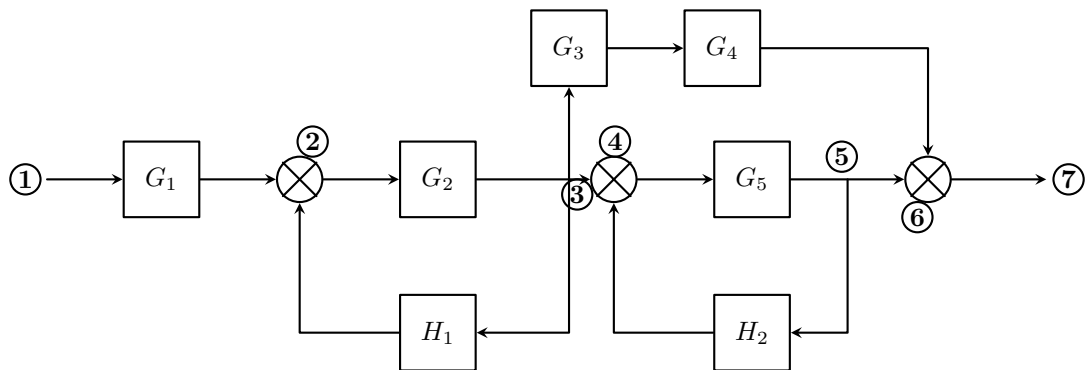 G₃ G₄
② ④ ⑤
① G₁ G₂ ③ G₅ ⑦
⑥
H₁ H₂